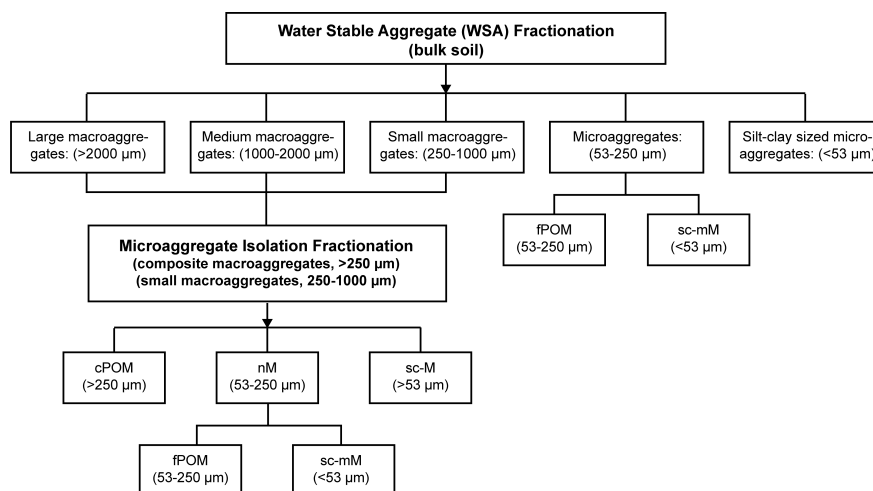 Water Stable Aggregate (WSA) Fractionation
(bulk soil)
Large macroaggre-
gates: (>2000 µm)
Medium macroaggre-
gates: (1000-2000 µm)
Small macroaggre-
gates: (250-1000 µm)
Microaggregates:
(53-250 µm)
Silt-clay sized micro-
aggregates: (<53 µm)
fPOM
(53-250 µm)
sc-mM
(<53 µm)
Microaggregate Isolation Fractionation
(composite macroaggregates, >250 µm)
(small macroaggregates, 250-1000 µm)
cPOM
(>250 µm)
nM
(53-250 µm)
sc-M
(>53 µm)
fPOM
(53-250 µm)
sc-mM
(<53 µm)